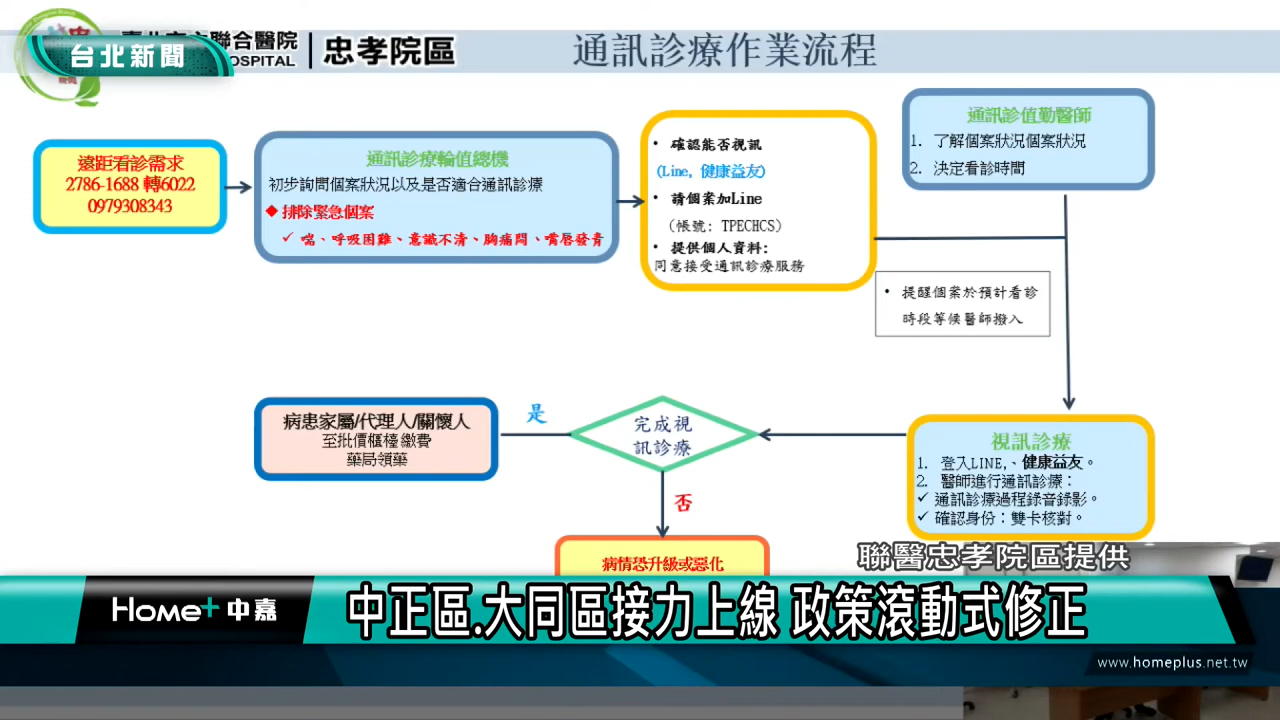 台北新聞
聯合醫院
OSPITAL
忠孝院區
通訊診療作業流程
遠距看診需求
2786-1688 轉6022
0979308343
通訊診療輪值總機
初步詢問個案狀況以及是否適合通訊診療
◆ 排除緊急個案
✓ 喘、呼吸困難、意識不清、胸痛悶、嘴唇發青
• 確認能否視訊
(Line, 健康益友)
• 請個案加Line
(帳號: TPECHCS)
• 提供個人資料:
同意接受通訊診療服務
通訊診值勤醫師
1. 了解個案狀況個案狀況
2. 決定看診時間
• 提醒個案於預計看診
時段等候醫師撥入
視訊診療
1. 登入LINE,、健康益友。
2. 醫師進行通訊診療：
✓ 通訊診療過程錄音錄影。
✓ 確認身份：雙卡核對。
完成視
訊診療
是
否
病患家屬/代理人/關懷人
至批價櫃檯繳費
藥局領藥
病情恐升級或惡化
聯醫忠孝院區提供
Home+ 中嘉
中正區.大同區接力上線 政策滾動式修正
www.homeplus.net.tw